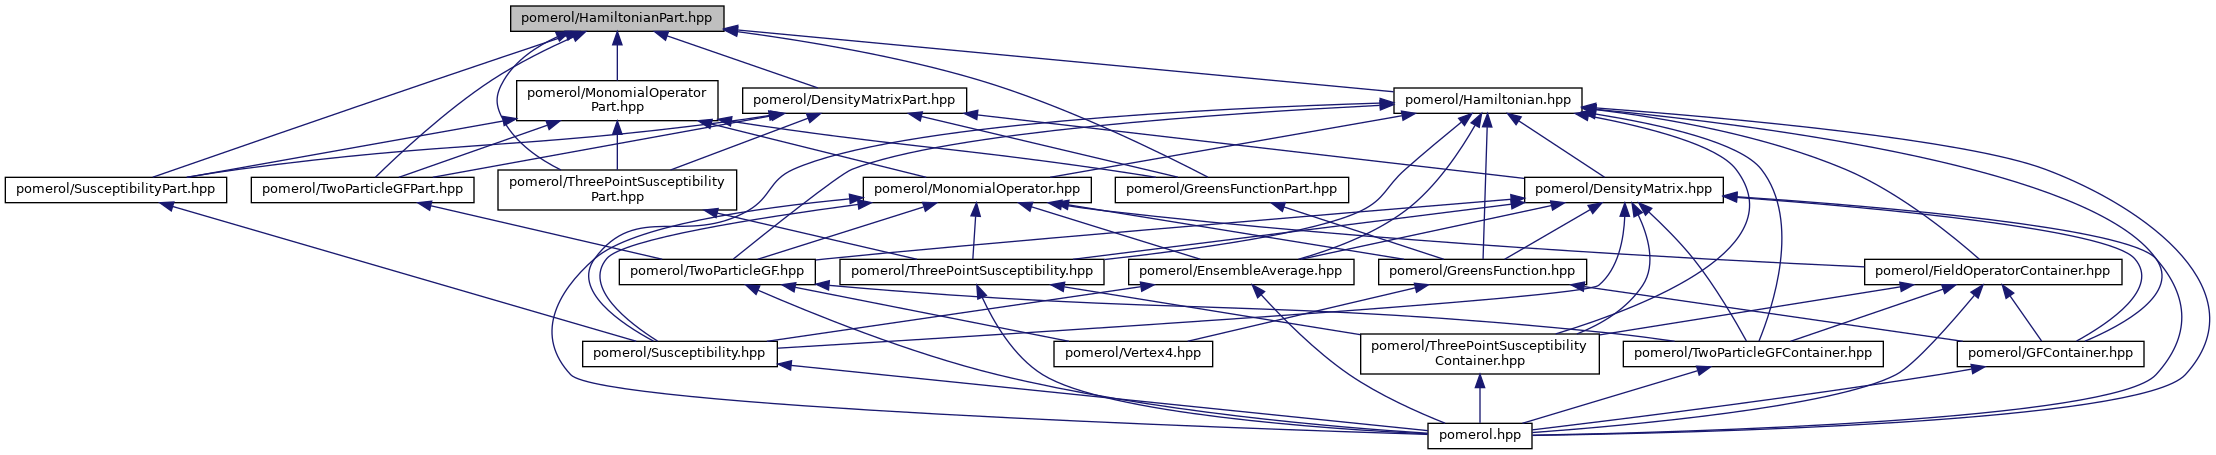 pomerol/HamiltonianPart.hpp
pomerol/MonomialOperator
Part.hpp
pomerol/DensityMatrixPart.hpp
pomerol/Hamiltonian.hpp
pomerol/SusceptibilityPart.hpp
pomerol/TwoParticleGFPart.hpp
pomerol/ThreePointSusceptibility
Part.hpp
pomerol/MonomialOperator.hpp
pomerol/GreensFunctionPart.hpp
pomerol/DensityMatrix.hpp
pomerol/TwoParticleGF.hpp
pomerol/ThreePointSusceptibility.hpp
pomerol/EnsembleAverage.hpp
pomerol/GreensFunction.hpp
pomerol/FieldOperatorContainer.hpp
pomerol/Susceptibility.hpp
pomerol/Vertex4.hpp
pomerol/ThreePointSusceptibility
Container.hpp
pomerol/TwoParticleGFContainer.hpp
pomerol/GFContainer.hpp
pomerol.hpp